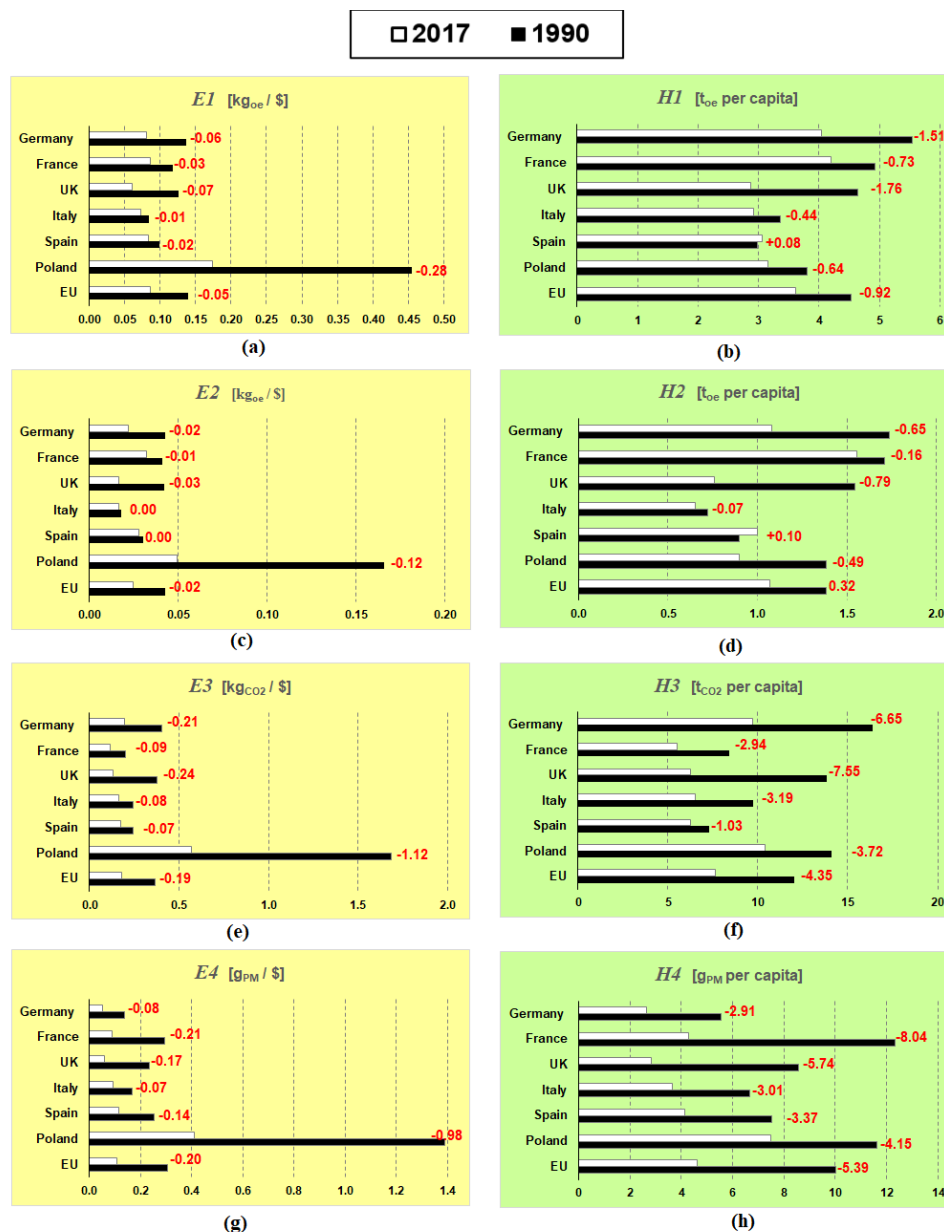 2017 1990
E1 [kgoe / $]
Germany -0.06
France -0.03
UK -0.07
Italy -0.01
Spain -0.02
Poland -0.28
EU -0.05
0.00 0.05 0.10 0.15 0.20 0.25 0.30 0.35 0.40 0.45 0.50
(a)
H1 [toe per capita]
Germany -1.51
France -0.73
UK -1.76
Italy -0.44
Spain +0.08
Poland -0.64
EU -0.92
0 1 2 3 4 5 6
(b)
E2 [kgoe / $]
Germany -0.02
France -0.01
UK -0.03
Italy 0.00
Spain 0.00
Poland -0.12
EU -0.02
0.00 0.05 0.10 0.15 0.20
(c)
H2 [toe per capita]
Germany -0.65
France -0.16
UK -0.79
Italy -0.07
Spain +0.10
Poland -0.49
EU 0.32
0.0 0.5 1.0 1.5 2.0
(d)
E3 [kgCO2 / $]
Germany -0.21
France -0.09
UK -0.24
Italy -0.08
Spain -0.07
Poland -1.12
EU -0.19
0.0 0.5 1.0 1.5 2.0
(e)
H3 [tCO2 per capita]
Germany -6.65
France -2.94
UK -7.55
Italy -3.19
Spain -1.03
Poland -3.72
EU -4.35
0 5 10 15 20
(f)
E4 [gPM / $]
Germany -0.08
France -0.21
UK -0.17
Italy -0.07
Spain -0.14
Poland -0.98
EU -0.20
0.0 0.2 0.4 0.6 0.8 1.0 1.2 1.4
(g)
H4 [gPM per capita]
Germany -2.91
France -8.04
UK -5.74
Italy -3.01
Spain -3.37
Poland -4.15
EU -5.39
0 2 4 6 8 10 12 14
(h)